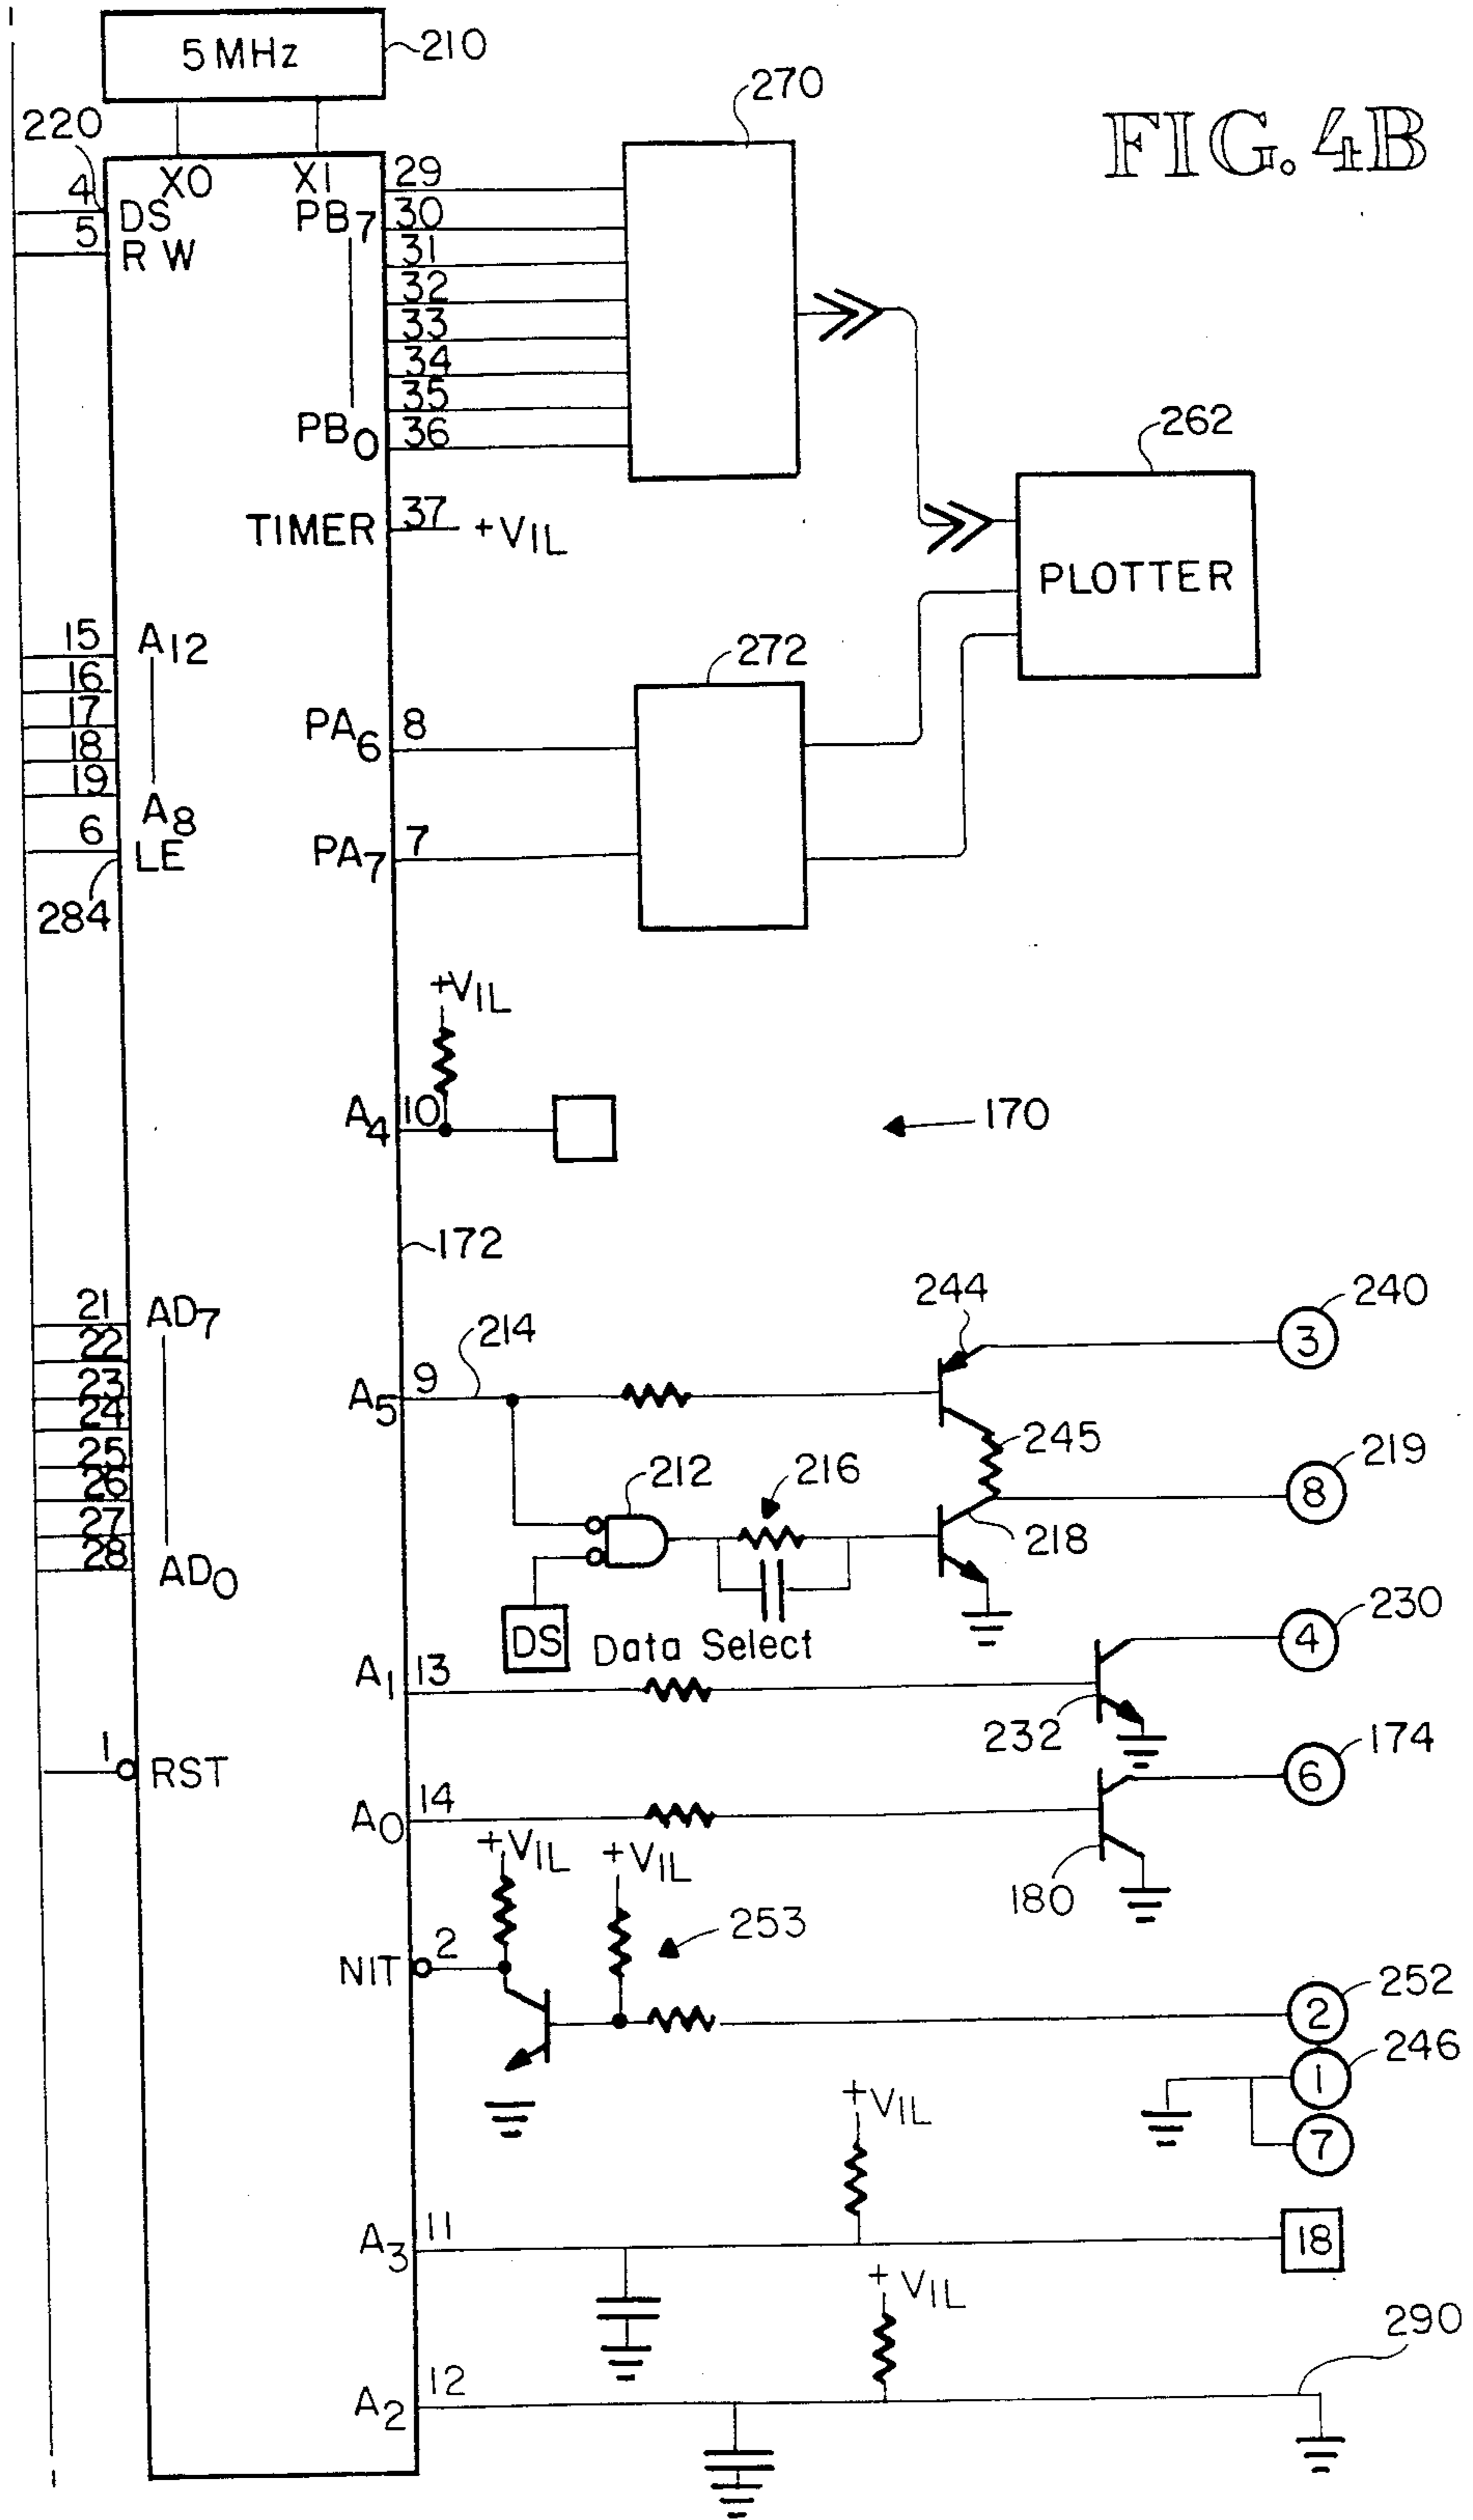 FIG. 4B
5 MHz
210
270
220
X0
X1
4
DS
5
RW
PB7
29
30
31
32
33
34
35
PB0
36
TIMER
37
+VIL
262
PLOTTER
15
A12
16
17
18
19
A8
6
LE
284
272
PA6
8
PA7
7
+VIL
A4
10
170
172
21
AD7
22
23
24
25
26
27
28
AD0
214
A5
9
244
3
240
245
212
216
218
8
219
DS
Data Select
A1
13
232
4
230
1
RST
A0
14
180
6
174
+VIL
+VIL
253
NIT
2
2
252
1
246
7
+VIL
A3
11
18
+VIL
290
A2
12